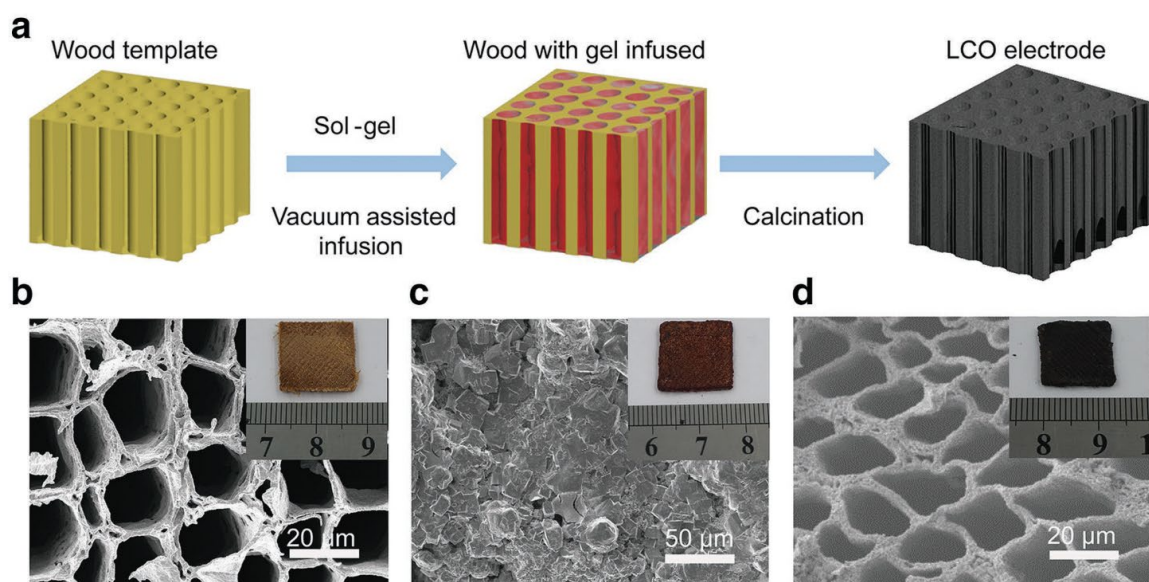 a
Wood template
Wood with gel infused
LCO electrode
Sol-gel
Vacuum assisted
infusion
Calcination
b
c
d
7 8 9
6 7 8
8 9 1
20 μm
50 μm
20 μm